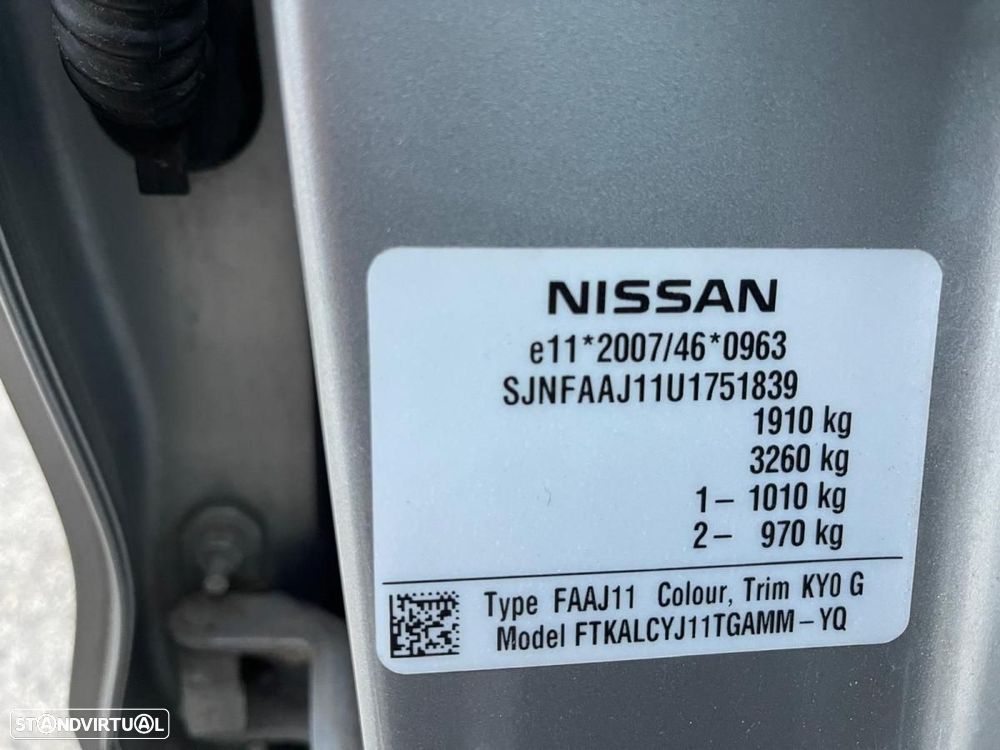 NISSAN
e11*2007/46*0963
SJNFAAJ11U1751839
1910 kg
3260 kg
1– 1010 kg
2– 970 kg
Type FAAJ11 Colour, Trim KY0 G
Model FTKALCYJ11TGAMM–YQ
STANDVIRTUAL